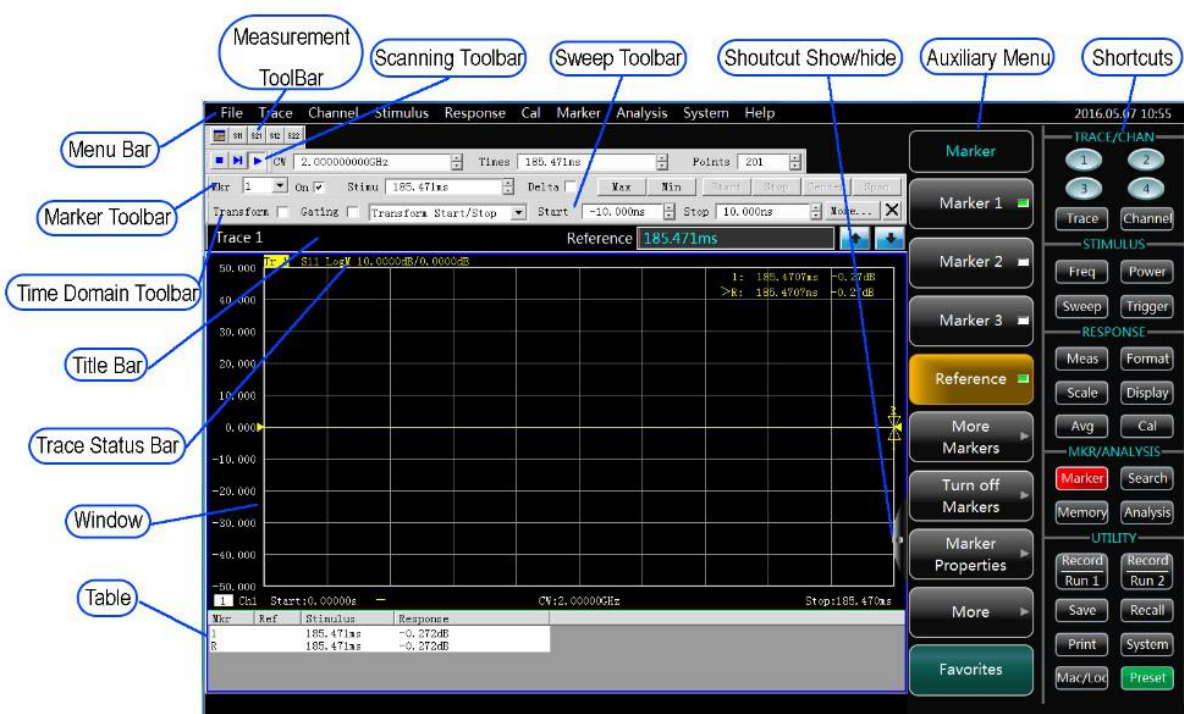 Measurement
ToolBar
Scanning Toolbar
Sweep Toolbar
Shoutcut Show/hide
Auxiliary Menu
Shortcuts
Menu Bar
Marker Toolbar
Time Domain Toolbar
Title Bar
Trace Status Bar
Window
Table
File Trace Channel Stimulus Response Cal Marker Analysis System Help
2016.05.07 10:55
S11 S21 S12 S22
CW 2.000000000GHz Times 185.471ms Points 201
Mkr 1 On Stimu 185.471ms Delta Max Min Start Stop Center Span
Transform Gating Transform Start/Stop Start -10.000ns Stop 10.000ns More... X
Trace 1 Reference 185.471ms
Tr 1 S11 LogM 10.0000dB/0.0000dB
1: 185.4707ms -0.27dB
>R: 185.4707ms -0.27dB
50.000
40.000
30.000
20.000
10.000
0.000
-10.000
-20.000
-30.000
-40.000
-50.000
1 Ch1 Start:0.00000s CW:2.00000GHz Stop:185.470ms
Mkr Ref Stimulus Response
1 185.471ms -0.272dB
R 185.471ms -0.272dB
Marker
Marker 1
Marker 2
Marker 3
Reference
More
Markers
Turn off
Markers
Marker
Properties
More
Favorites
TRACE/CHAN
1 2
3 4
Trace Channel
STIMULUS
Freq Power
Sweep Trigger
RESPONSE
Meas Format
Scale Display
Avg Cal
MKR/ANALYSIS
Marker Search
Memory Analysis
UTILITY
Record Record
Run 1 Run 2
Save Recall
Print System
Mac/Loc Preset